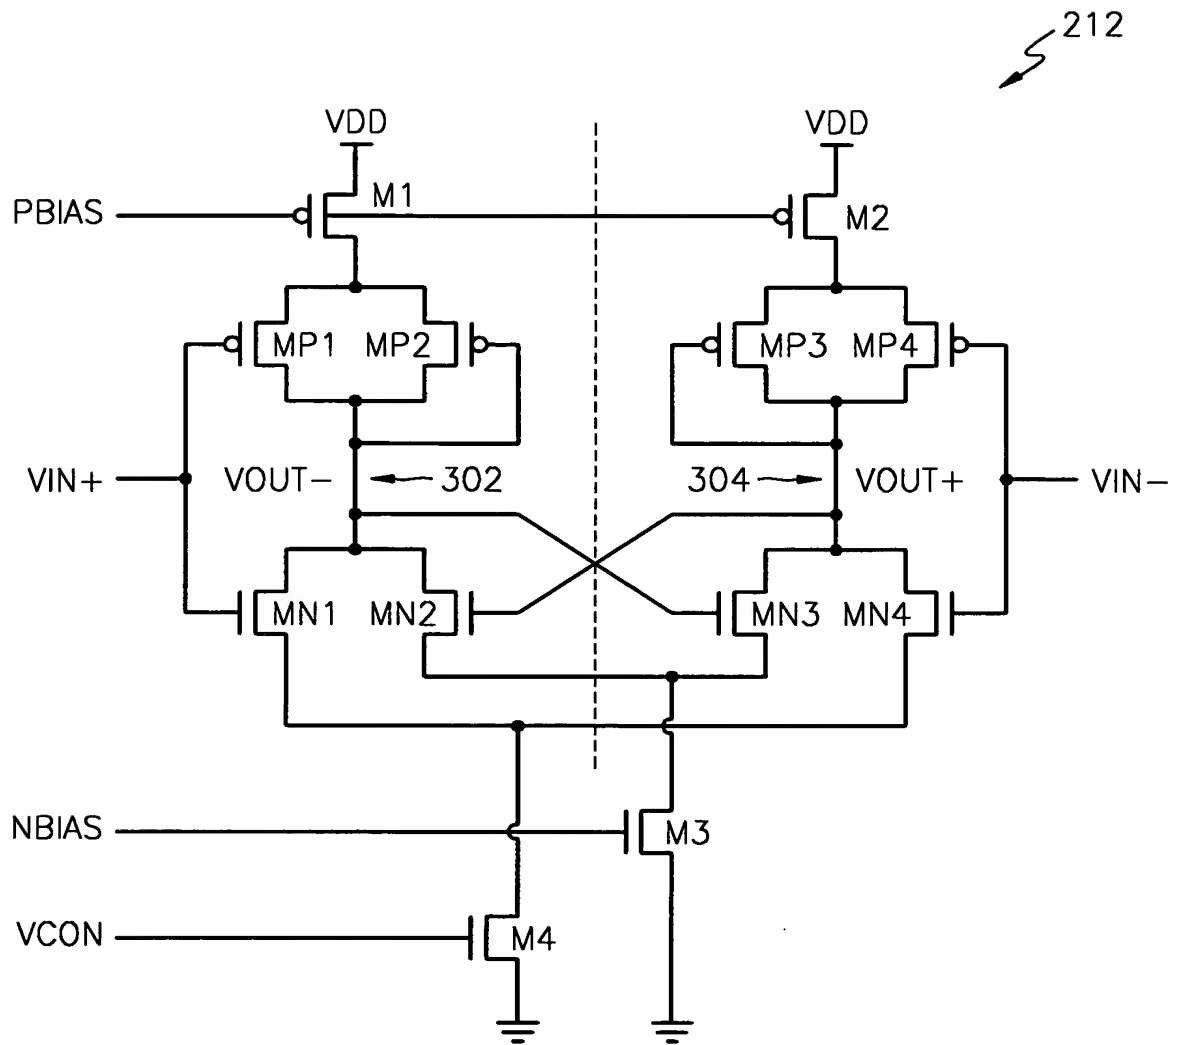 212
VDD
VDD
PBIAS
M1
M2
MP1
MP2
MP3
MP4
VIN+
VOUT-
302
304
VOUT+
VIN-
MN1
MN2
MN3
MN4
NBIAS
M3
VCON
M4